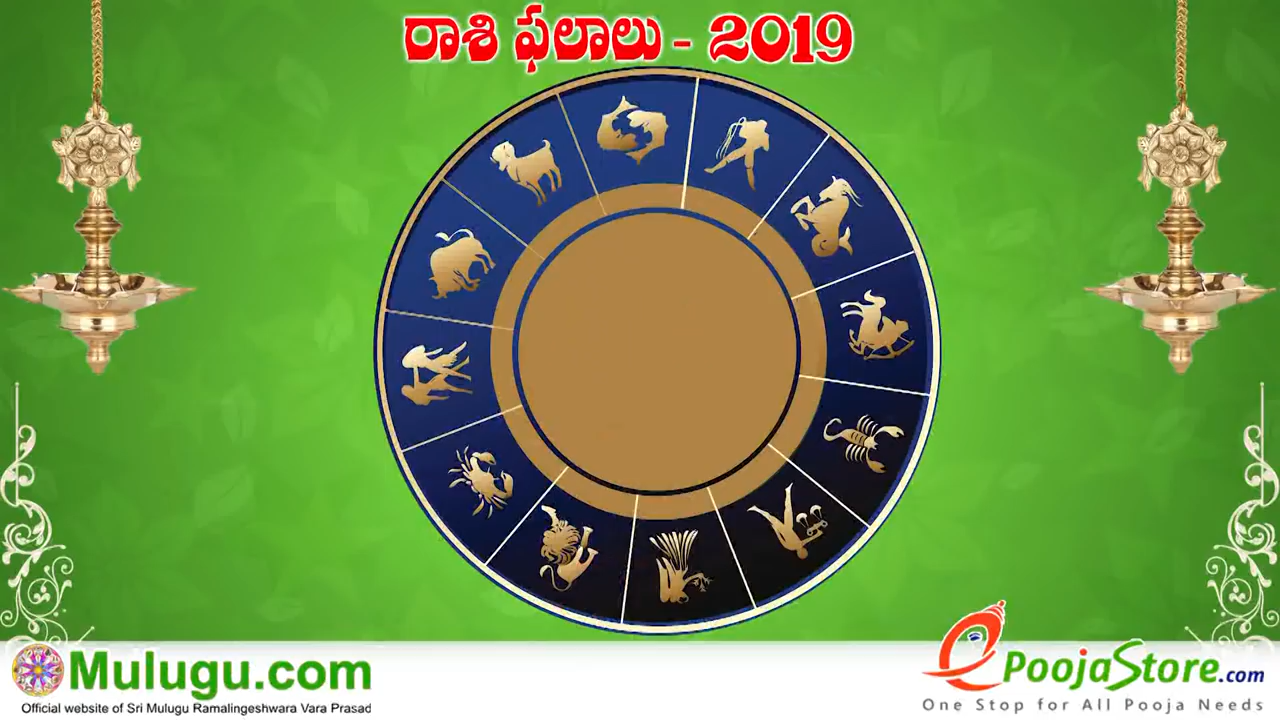 రాశి ఫలాలు - 2019
Mulugu.com
Official website of Sri Mulugu Ramalingeshwara Vara Prasad
ePoojaStore.com
One Stop for All Pooja Needs